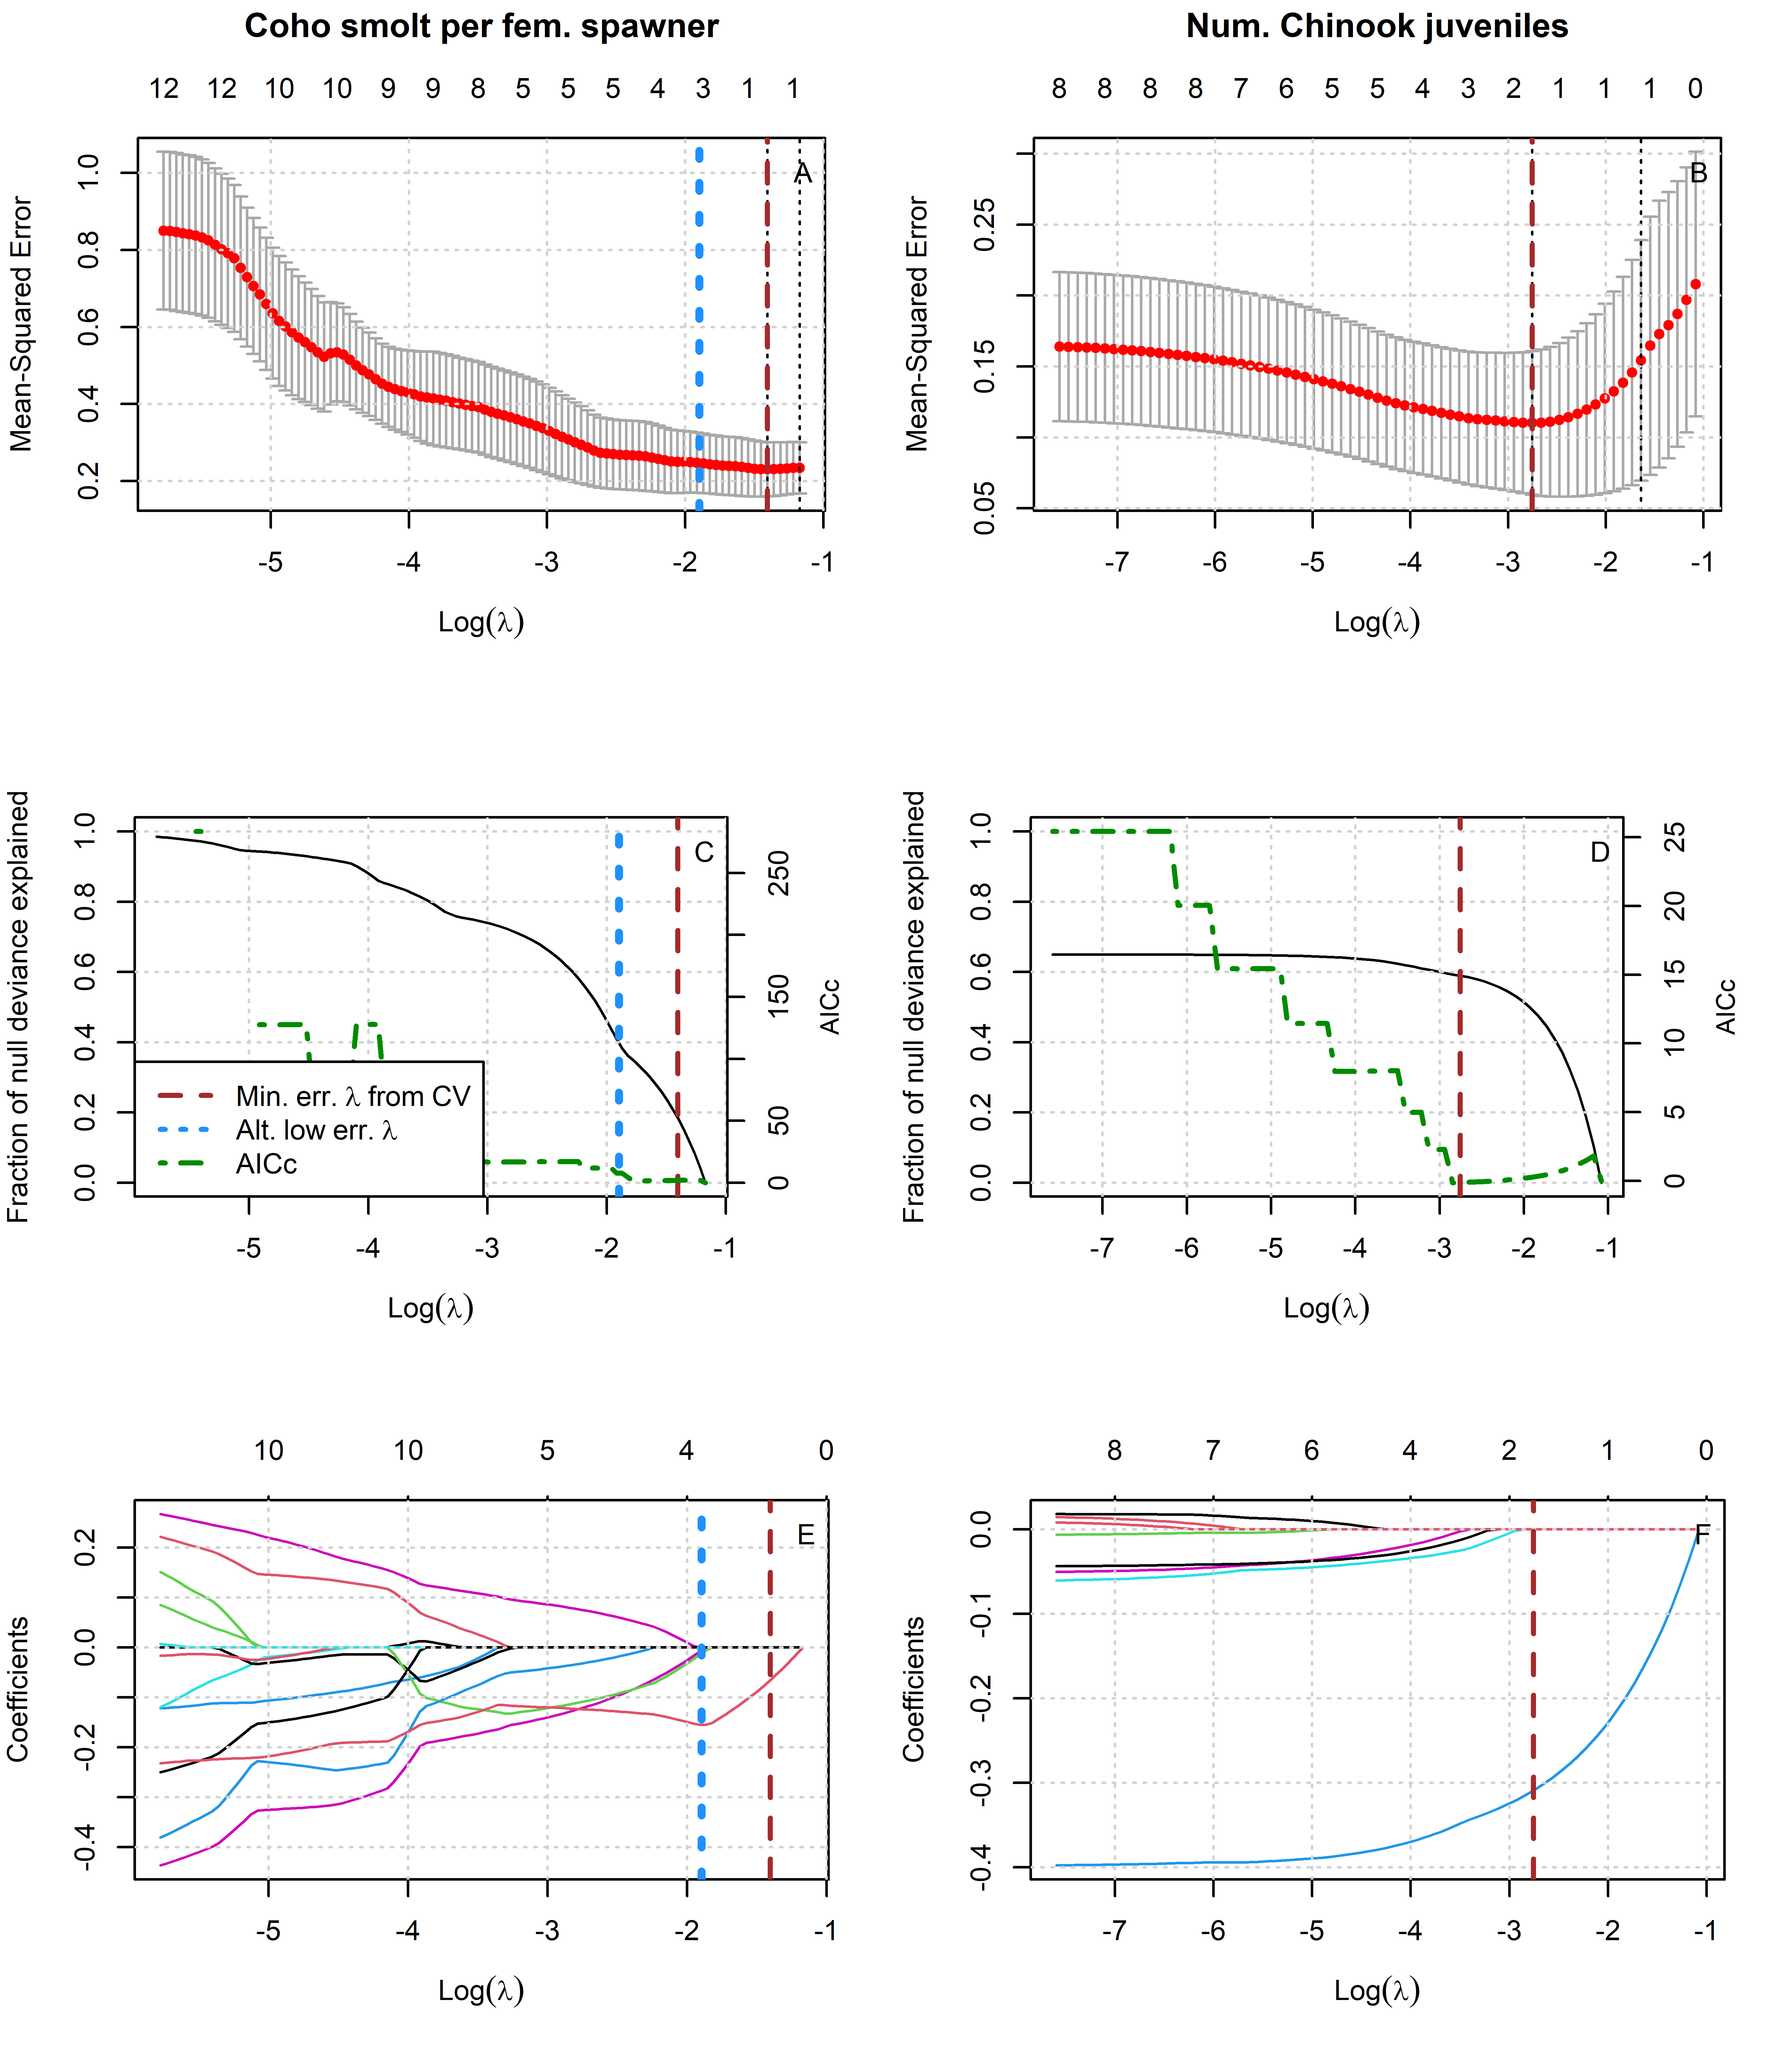 Coho smolt per fem. spawner
Num. Chinook juveniles
12 12 10 10 9 9 8 5 5 5 4 3 1 1
8 8 8 8 7 6 5 5 4 3 2 1 1 1 0
Mean-Squared Error
0.2 0.4 0.6 0.8 1.0
A
-5 -4 -3 -2 -1
Log(λ)
Mean-Squared Error
0.05 0.15 0.25
B
-7 -6 -5 -4 -3 -2 -1
Log(λ)
Fraction of null deviance explained
0.0 0.2 0.4 0.6 0.8 1.0
C
0 50 150 250
AICc
Min. err. λ from CV
Alt. low err. λ
AICc
-5 -4 -3 -2 -1
Log(λ)
Fraction of null deviance explained
0.0 0.2 0.4 0.6 0.8 1.0
D
0 5 10 15 20 25
AICc
-7 -6 -5 -4 -3 -2 -1
Log(λ)
10 10 5 4 0
Coefficients
-0.4 -0.2 0.0 0.2
E
-5 -4 -3 -2 -1
Log(λ)
8 7 6 4 2 1 0
Coefficients
-0.4 -0.3 -0.2 -0.1 0.0
F
-7 -6 -5 -4 -3 -2 -1
Log(λ)